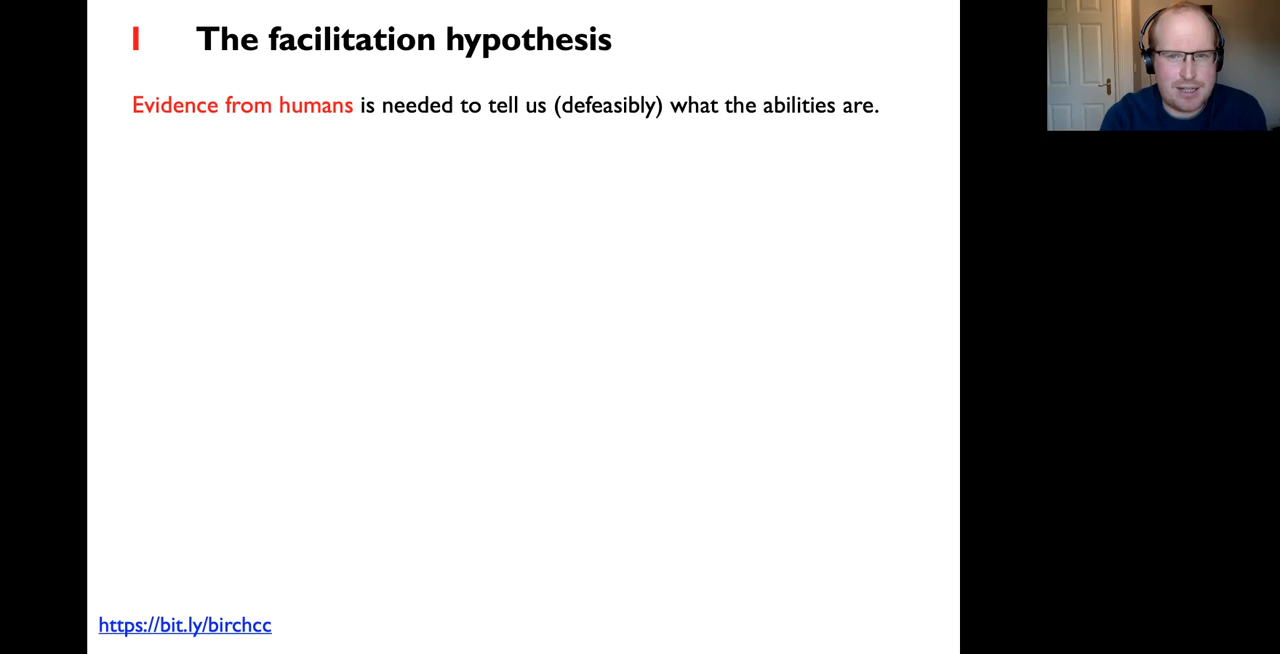 1 The facilitation hypothesis
Evidence from humans is needed to tell us (defeasibly) what the abilities are.
https://bit.ly/birchcc